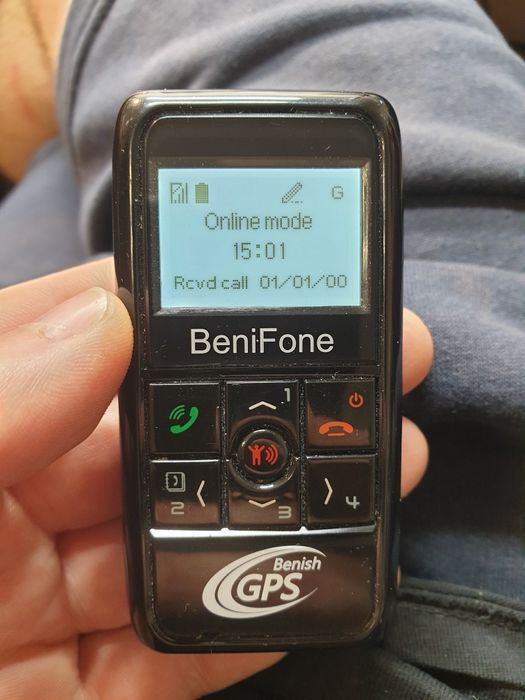 G
Online mode
15:01
Rcvd call 01/01/00
BeniFone
1
2
3
4
Benish
GPS